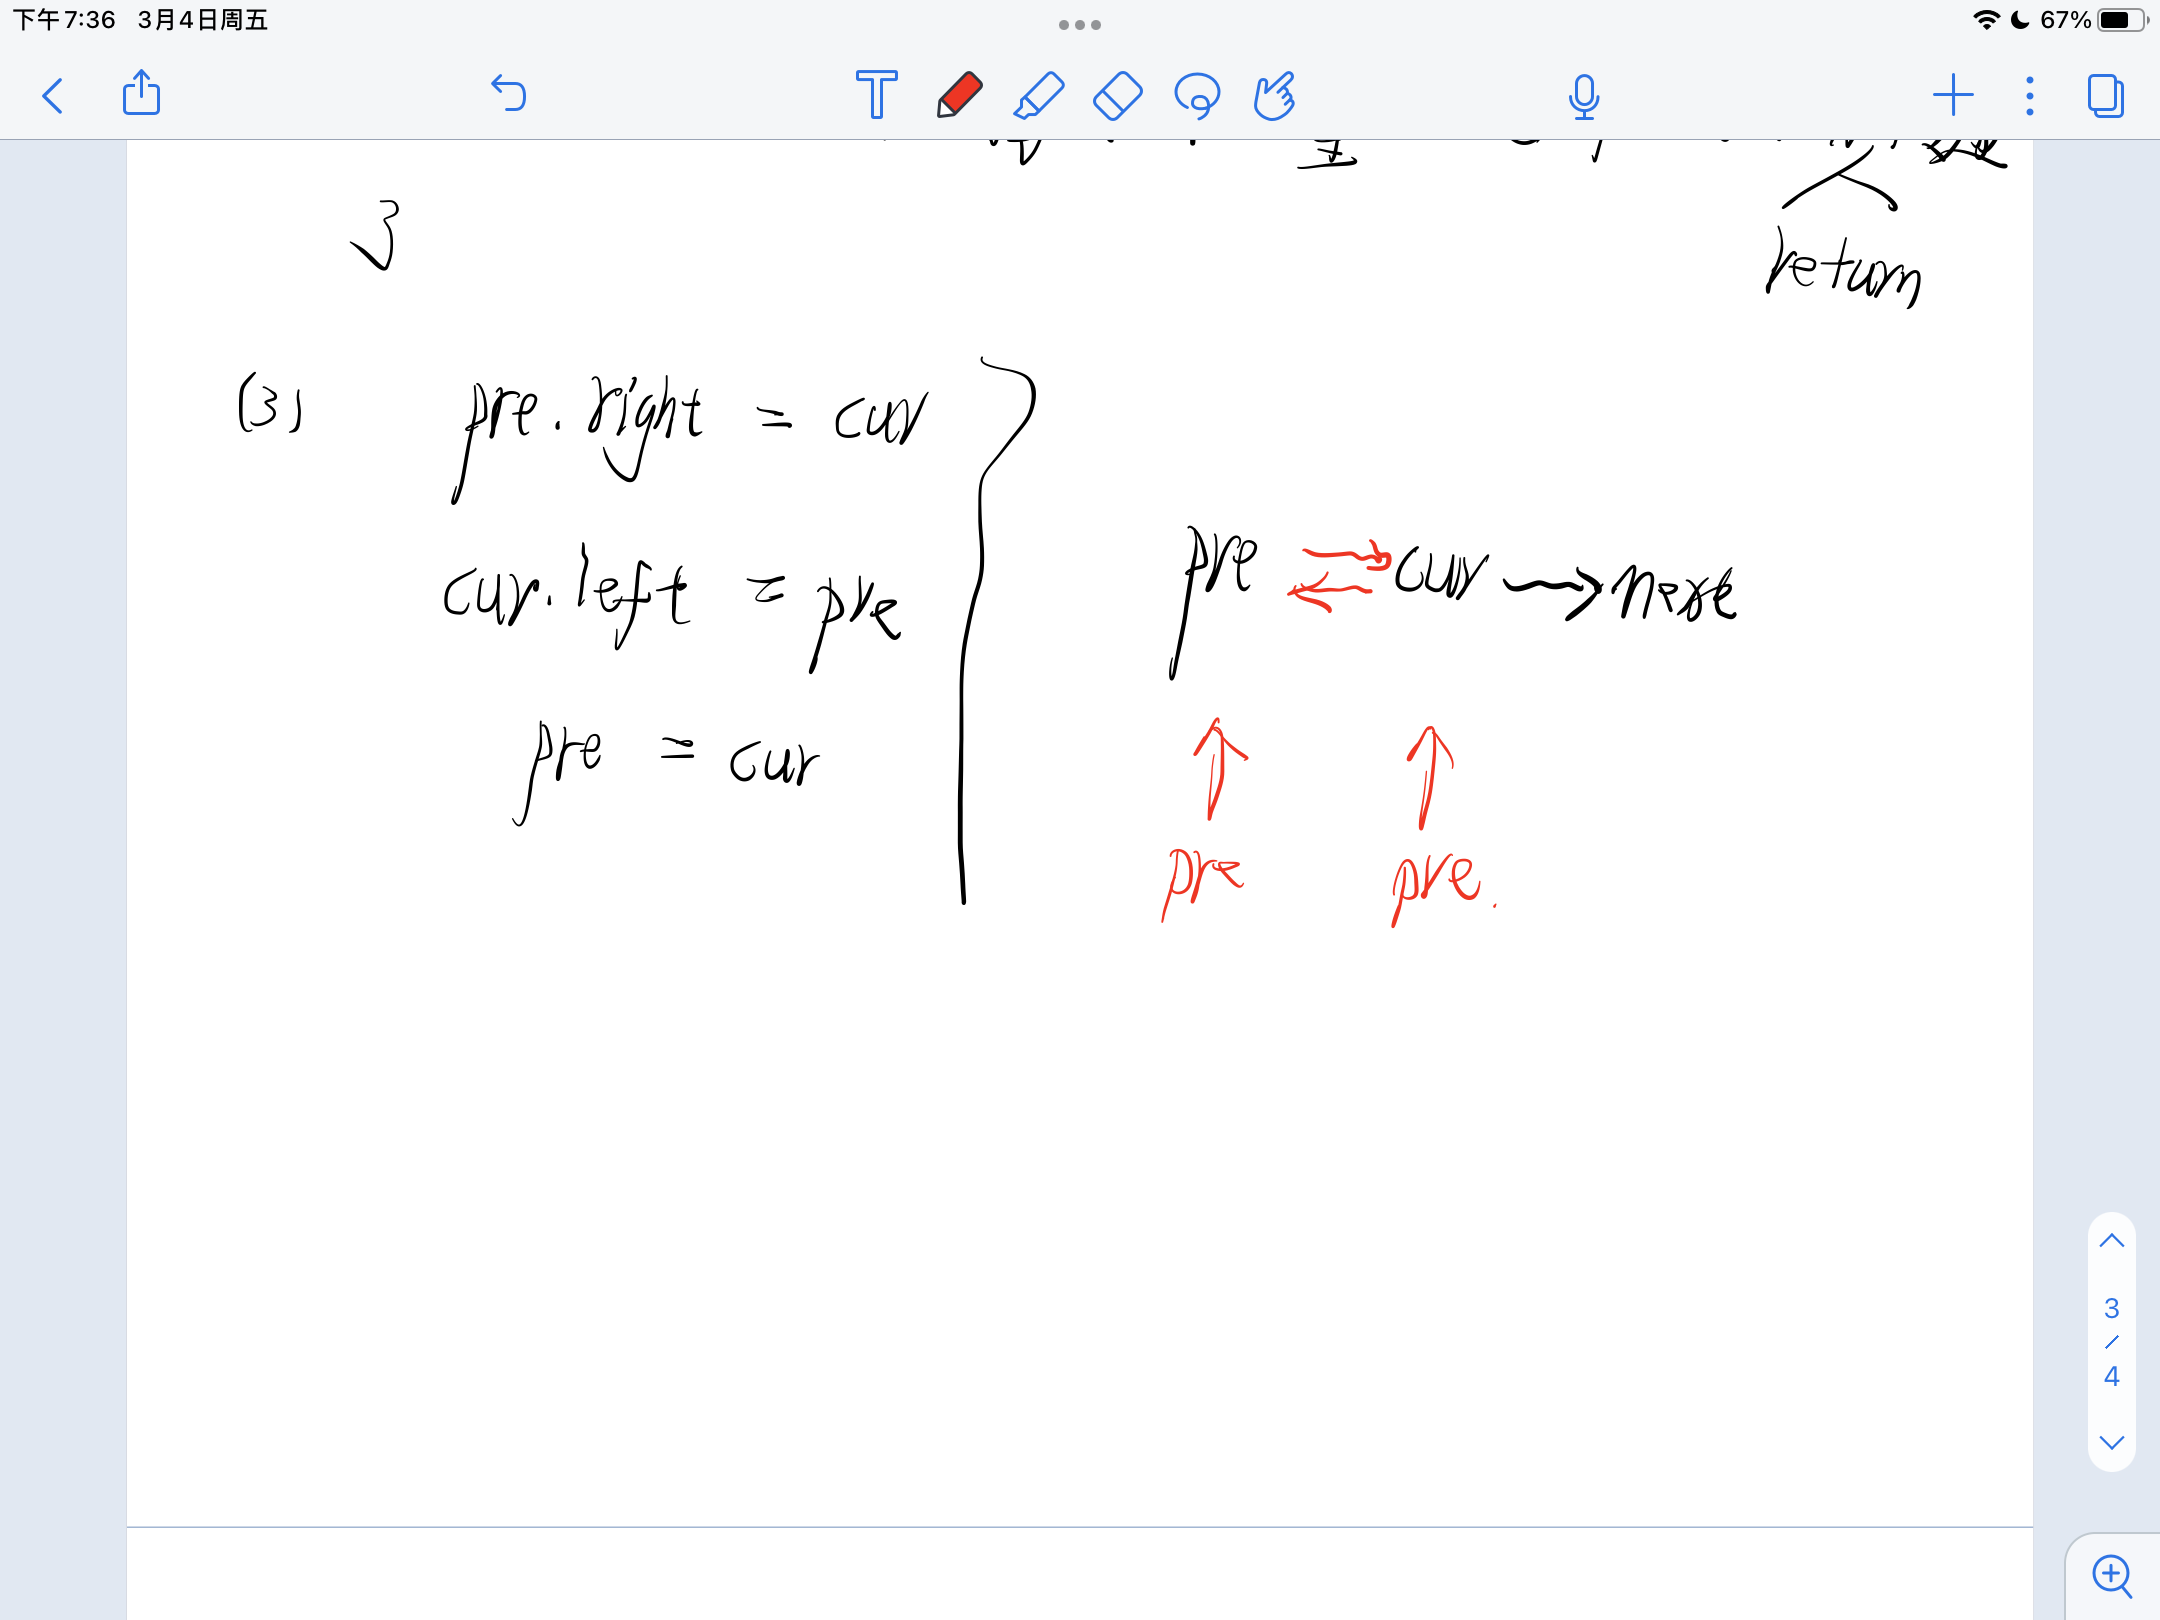 下午7:36 3月4日周五
67%
return
(3) pre.right = cur
cur.left = pre
pre = cur
pre cur next
pre pre.
3
4